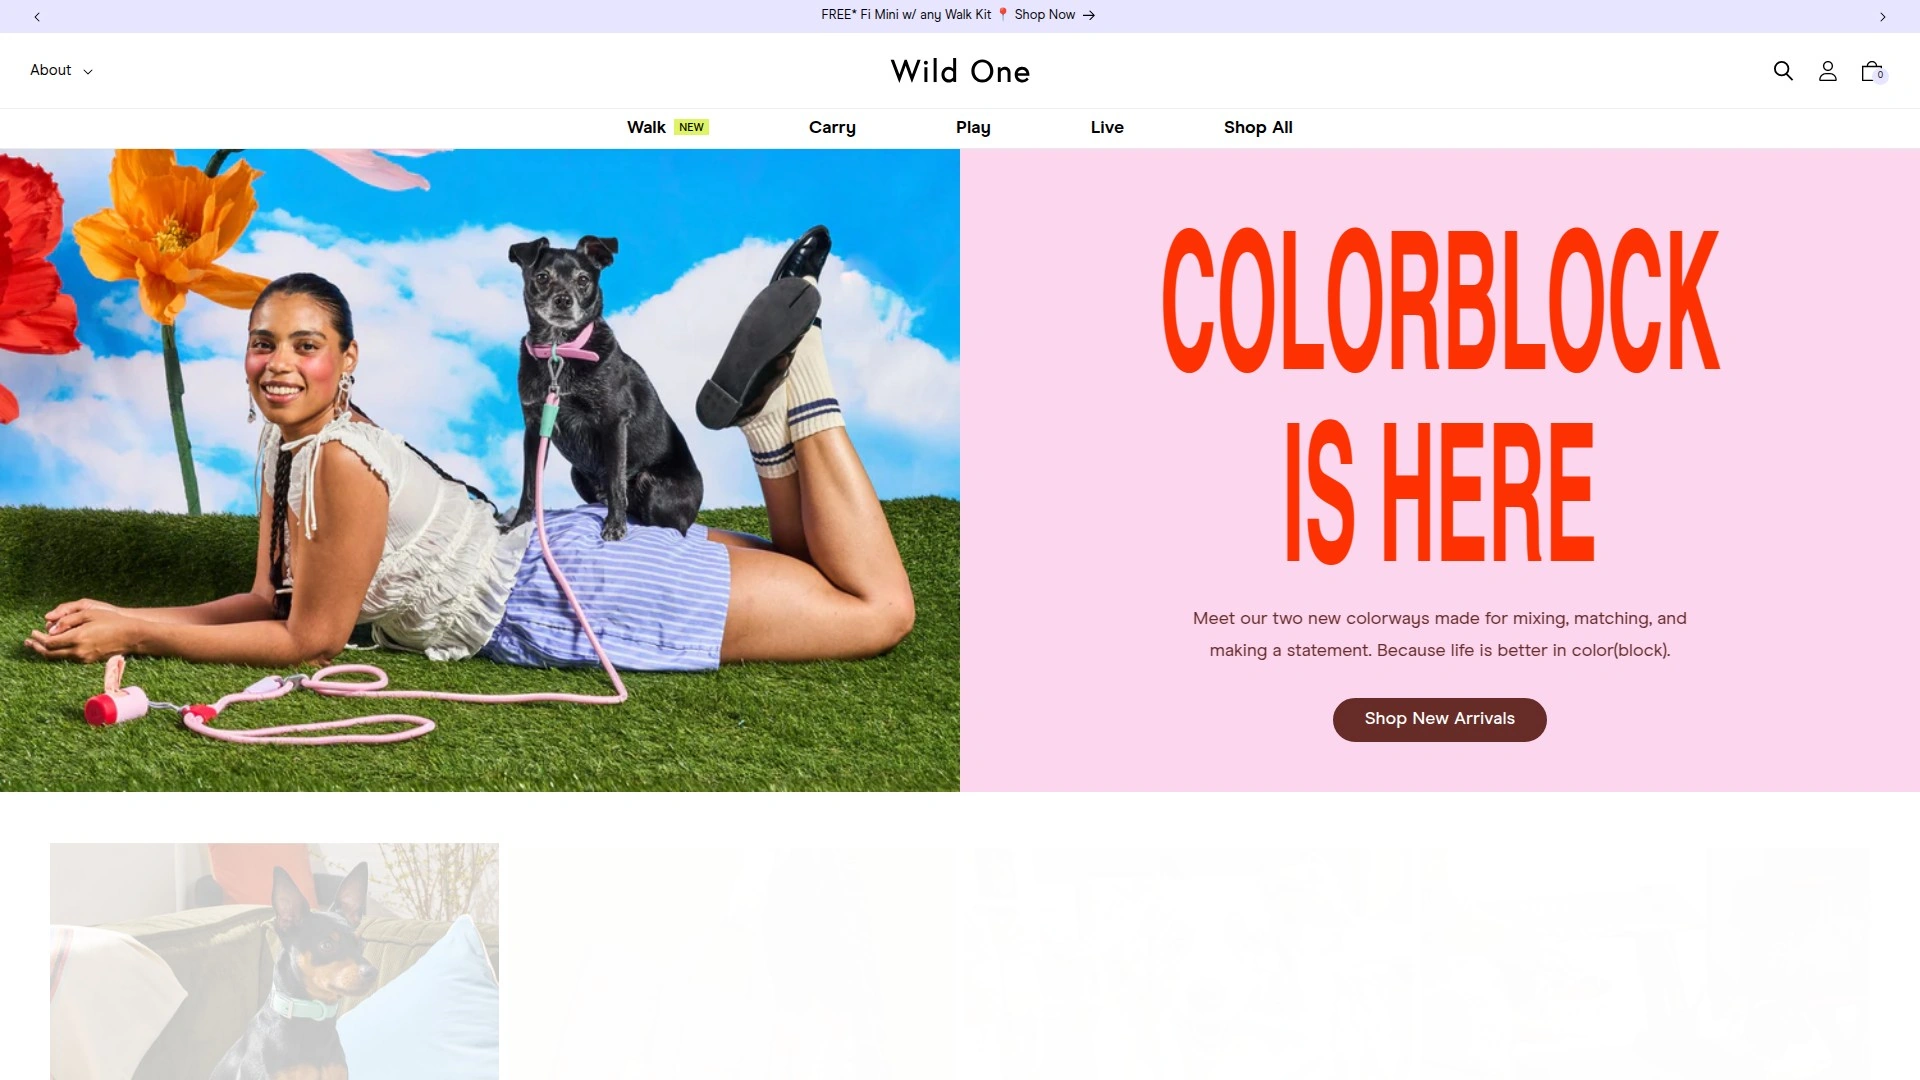 FREE* Fi Mini w/ any Walk Kit 📍 Shop Now →
About
Wild One
0
Walk NEW
Carry
Play
Live
Shop All
COLORBLOCK
IS HERE
Meet our two new colorways made for mixing, matching, and
making a statement. Because life is better in color(block).
Shop New Arrivals